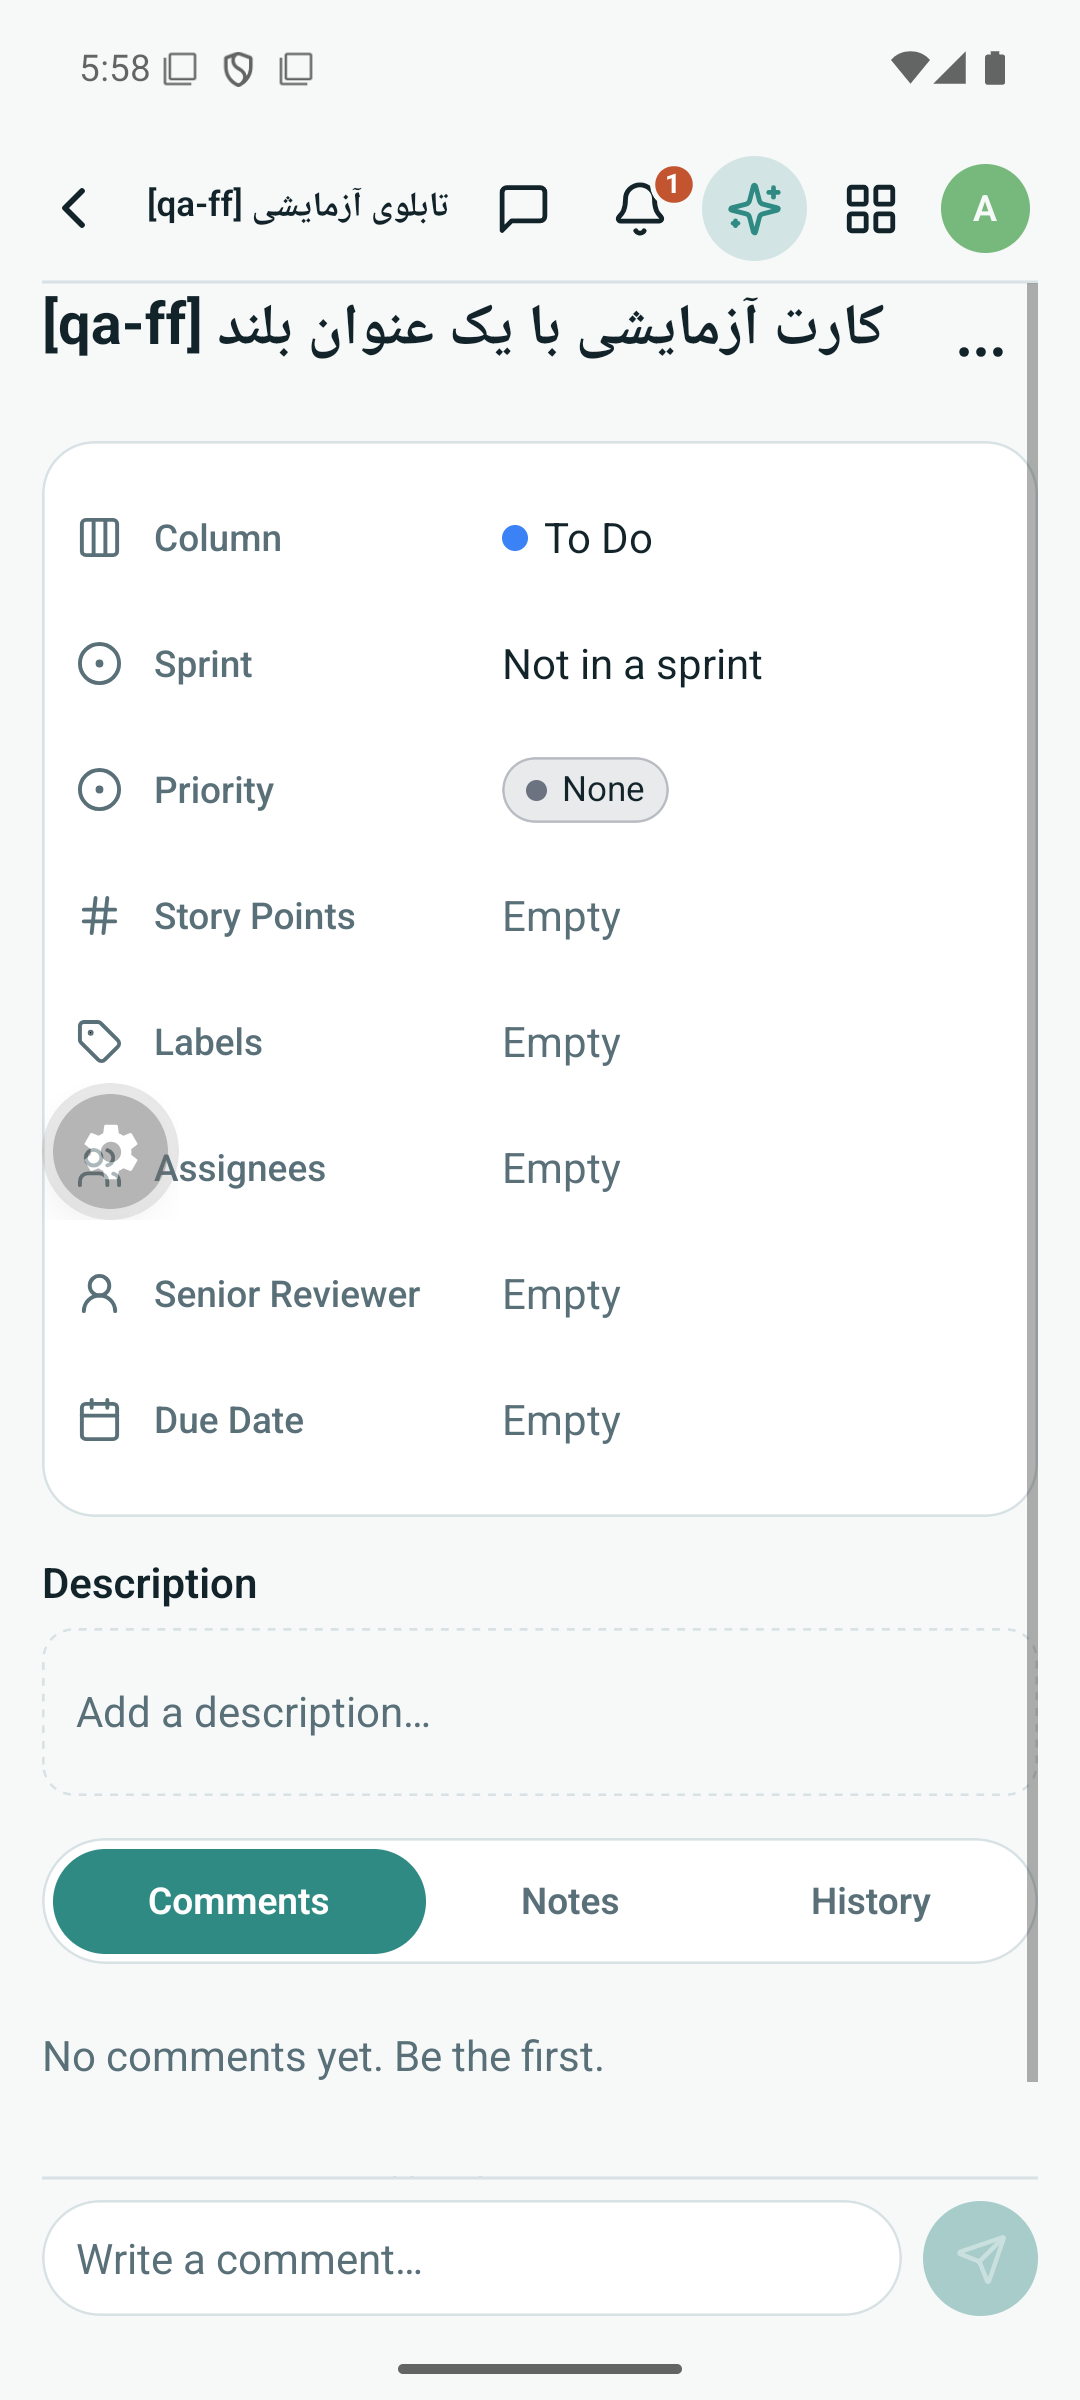 5:58
[qa-ff] تابلوی آزمایشی
1
A
[qa-ff] کارت آزمایشی با یک عنوان بلند
...
Column
To Do
Sprint
Not in a sprint
Priority
None
Story Points
Empty
Labels
Empty
Assignees
Empty
Senior Reviewer
Empty
Due Date
Empty
Description
Add a description...
Comments
Notes
History
No comments yet. Be the first.
Write a comment...